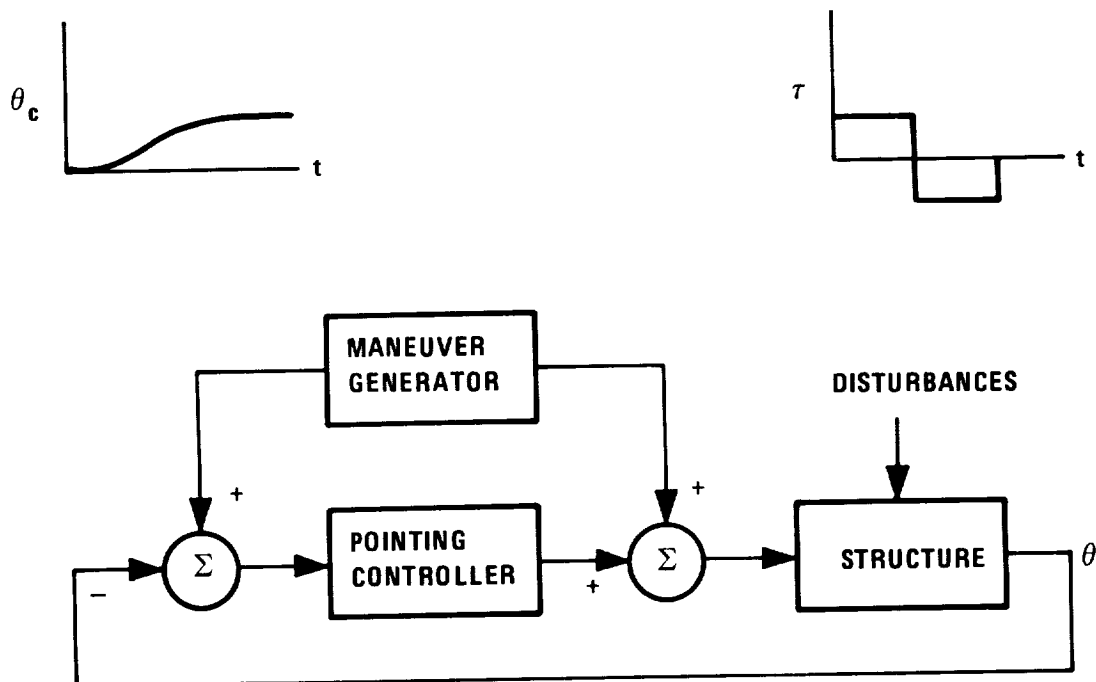 θc
t
τ
t
MANEUVER
GENERATOR
DISTURBANCES
+
+
Σ
POINTING
CONTROLLER
Σ
STRUCTURE
θ
−
+